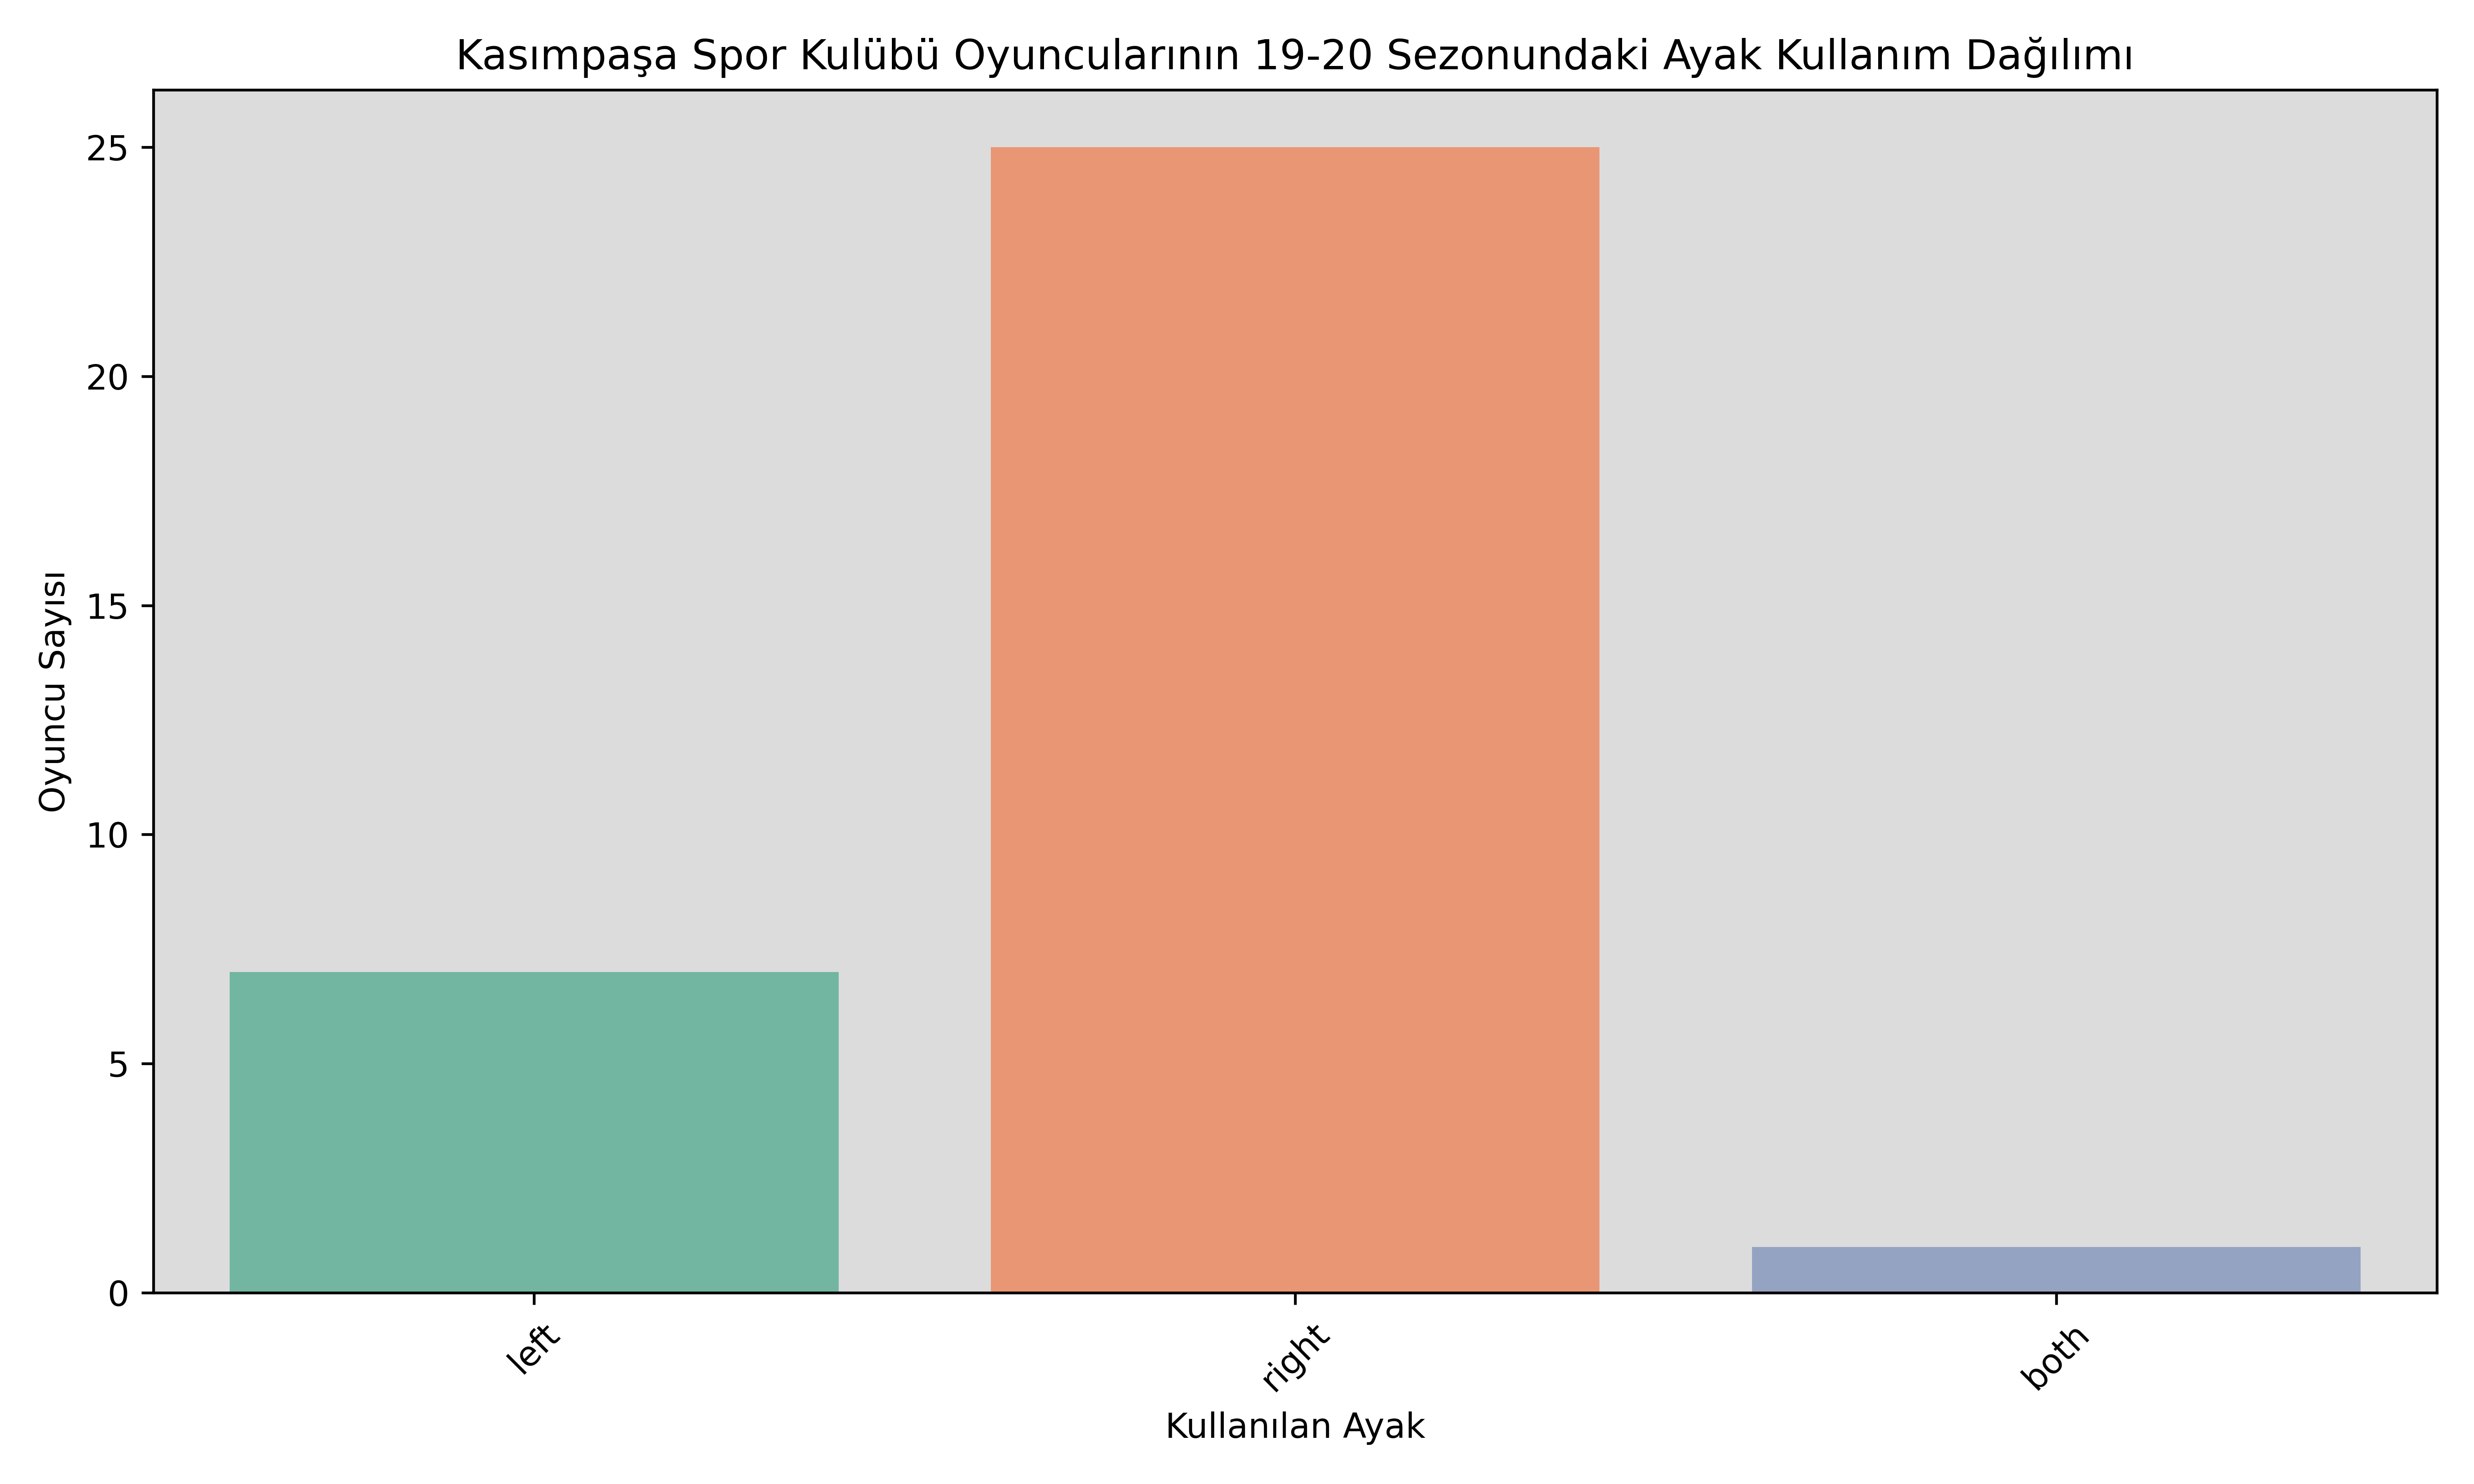 Kasımpaşa Spor Kulübü Oyuncularının 19-20 Sezonundaki Ayak Kullanım Dağılımı
Oyuncu Sayısı
25
20
15
10
5
0
left
right
both
Kullanılan Ayak